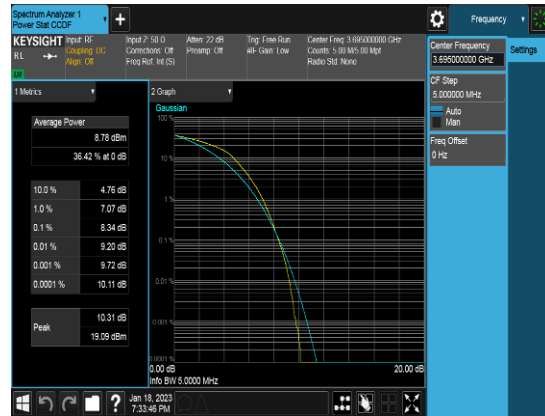 Spectrum Analyzer 1
Power Stat CCDF
Frequency
KEYSIGHT
RL
Input: RF
Coupling: DC
Align: Off
Input Z: 50 Ω
Corrections: Off
Freq Ref: Int (S)
Atten: 22 dB
Preamp: Off
Trig: Free Run
#IF Gain: Low
Center Freq: 3.695000000 GHz
Counts: 5.00 M/5.00 Mpt
Radio Std: None
Center Frequency
3.695000000 GHz
Settings
CF Step
5.000000 MHz
Auto
Man
Freq Offset
0 Hz
1 Metrics
Average Power
8.78 dBm
36.42 % at 0 dB
10.0 % 4.76 dB
1.0 % 7.07 dB
0.1 % 8.34 dB
0.01 % 9.20 dB
0.001 % 9.72 dB
0.0001 % 10.11 dB
Peak
10.31 dB
19.09 dBm
2 Graph
Gaussian
100 %
10 %
1 %
0.1 %
0.01 %
0.001 %
0.0001 %
0.00 dB
20.00 dB
Info BW 5.0000 MHz
?
Jan 18, 2023
7:33:46 PM